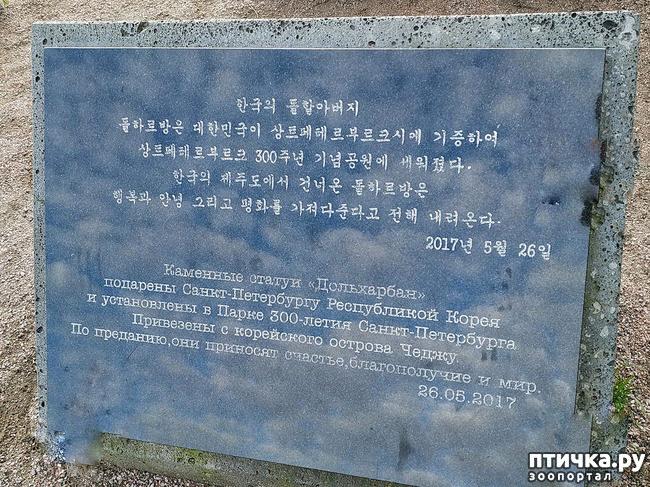 한국의 돌할아버지
돌하르방은 대한민국이 상트페테르부르크시에 기증하여
상트페테르부르크 300주년 기념공원에 세워졌다.
한국의 제주도에서 건너온 돌하르방은
행복과 안녕 그리고 평화를 가져다준다고 전해 내려온다.
2017년 5월 26일
Каменные статуи «Дольхарбан»
подарены Санкт-Петербургу Республикой Корея
и установлены в Парке 300-летия Санкт-Петербурга
Привезены с корейского острова Чеджу.
По преданию,они приносят счастье,благополучие и мир.
26.05.2017
птичка.ру
зоопортал